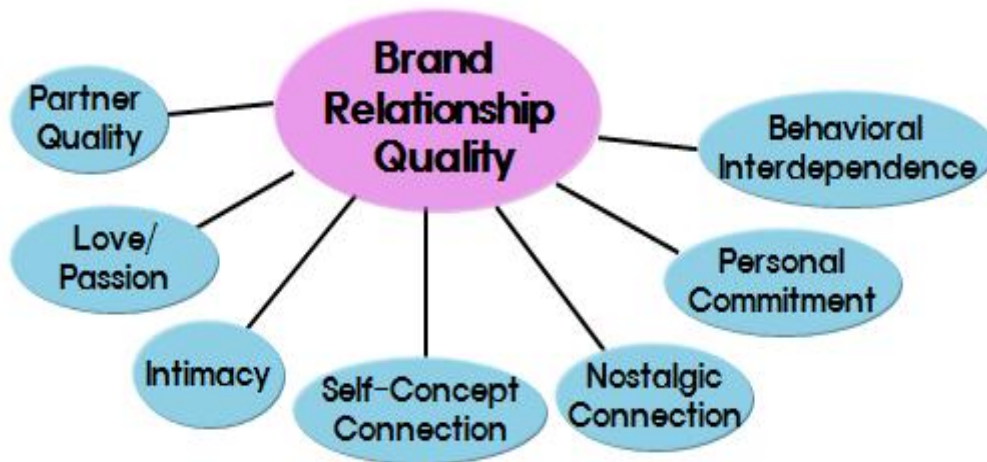 Brand
Relationship
Quality
Partner
Quality
Love/
Passion
Intimacy
Self-Concept
Connection
Nostalgic
Connection
Personal
Commitment
Behavioral
Interdependence